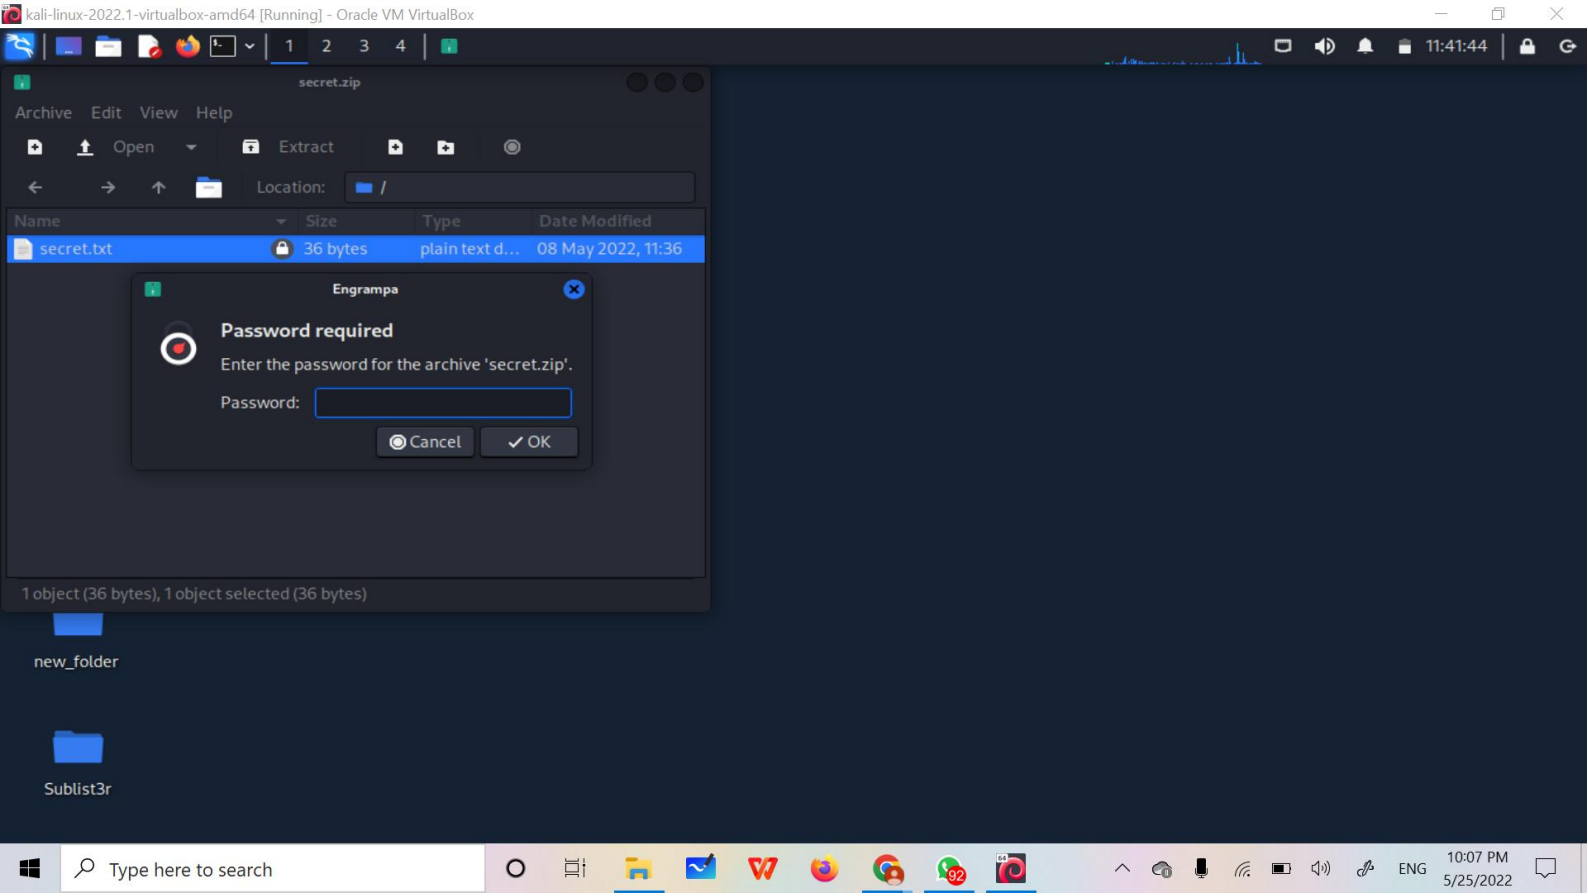 kali-linux-2022.1-virtualbox-amd64 [Running] - Oracle VM VirtualBox
1 2 3 4 11:41:44
secret.zip
Archive Edit View Help
Open Extract
Location: /
Name Size Type Date Modified
secret.txt 36 bytes plain text d... 08 May 2022, 11:36
Engrampa
Password required
Enter the password for the archive 'secret.zip'.
Password:
Cancel OK
1 object (36 bytes), 1 object selected (36 bytes)
new_folder
Sublist3r
Type here to search
92
64
ENG
10:07 PM
5/25/2022